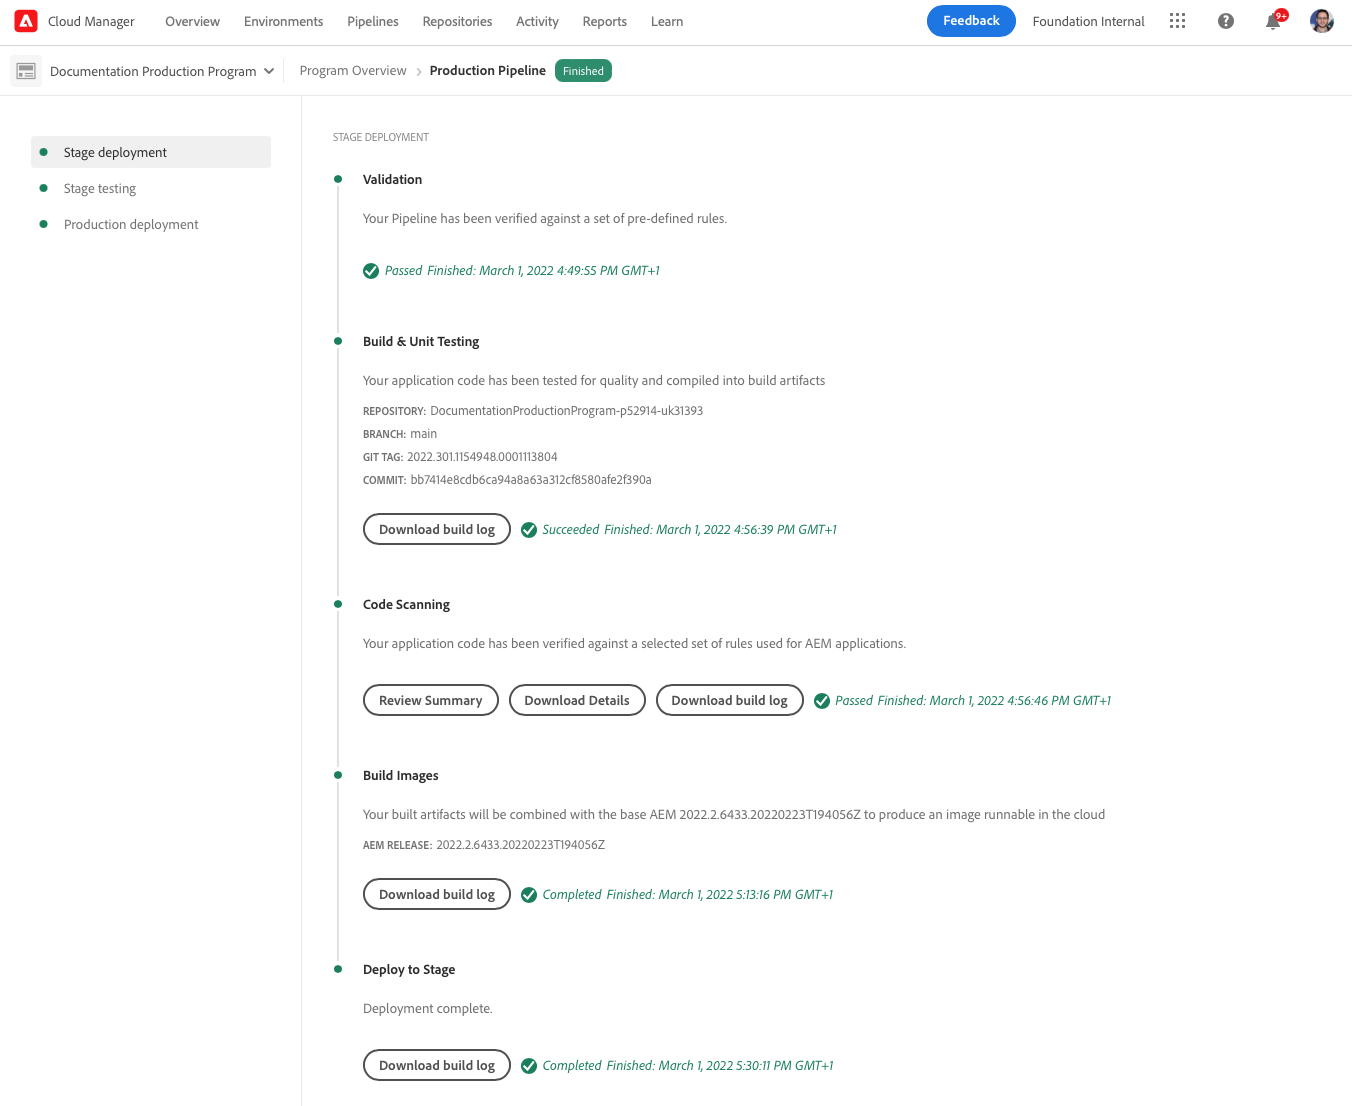 Cloud Manager Overview Environments Pipelines Repositories Activity Reports Learn Feedback Foundation Internal 9+
Documentation Production Program Program Overview Production Pipeline Finished
Stage deployment
Stage testing
Production deployment
STAGE DEPLOYMENT
Validation
Your Pipeline has been verified against a set of pre-defined rules.
Passed Finished: March 1, 2022 4:49:55 PM GMT+1
Build & Unit Testing
Your application code has been tested for quality and compiled into build artifacts
REPOSITORY: DocumentationProductionProgram-p52914-uk31393
BRANCH: main
GIT TAG: 2022.301.1154948.0001113804
COMMIT: bb7414e8cdb6ca94a8a63a312cf8580afe2f390a
Download build log Succeeded Finished: March 1, 2022 4:56:39 PM GMT+1
Code Scanning
Your application code has been verified against a selected set of rules used for AEM applications.
Review Summary Download Details Download build log Passed Finished: March 1, 2022 4:56:46 PM GMT+1
Build Images
Your built artifacts will be combined with the base AEM 2022.2.6433.20220223T194056Z to produce an image runnable in the cloud
AEM RELEASE: 2022.2.6433.20220223T194056Z
Download build log Completed Finished: March 1, 2022 5:13:16 PM GMT+1
Deploy to Stage
Deployment complete.
Download build log Completed Finished: March 1, 2022 5:30:11 PM GMT+1